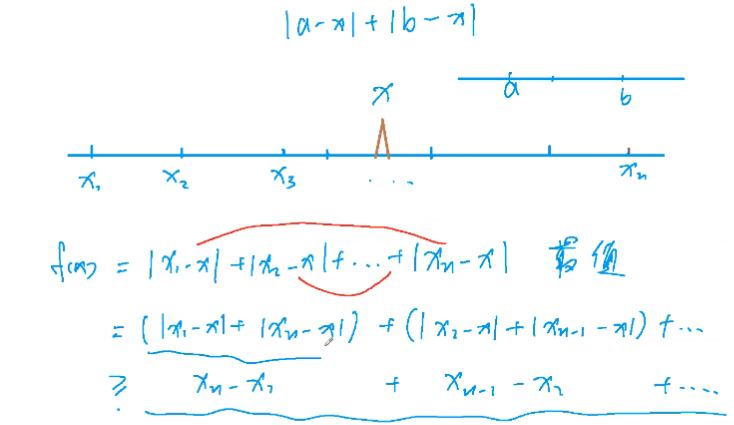 |a-x|+|b-x|
a b
x
x₁ x₂ x₃ ... xₙ
f(x) = |x₁-x|+|x₂-x|+...+|xₙ-x| 最值
= (|x₁-x|+|xₙ-x|) + (|x₂-x|+|xₙ₋₁-x|) + ...
≥ xₙ-x₁ + xₙ₋₁-x₂ + ....